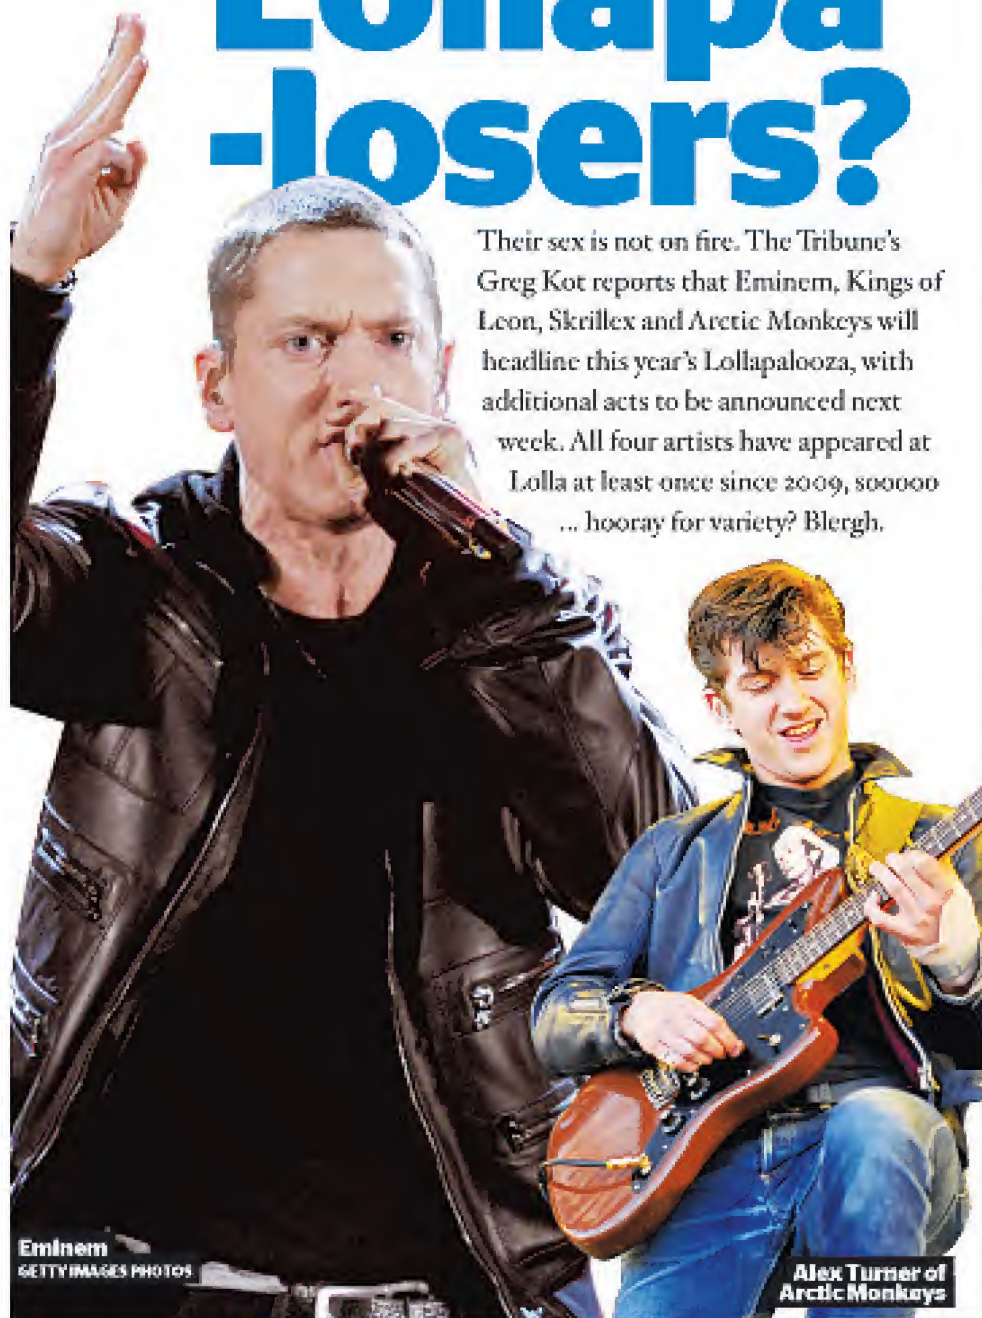 Lollapa
-losers?
Their sex is not on fire. The Tribune's
Greg Kot reports that Eminem, Kings of
Leon, Skrillex and Arctic Monkeys will
headline this year's Lollapalooza, with
additional acts to be announced next
week. All four artists have appeared at
Lolla at least once since 2009, sooooo
... hooray for variety? Blergh.
Eminem
GETTY IMAGES PHOTOS
Alex Turner of
Arctic Monkeys